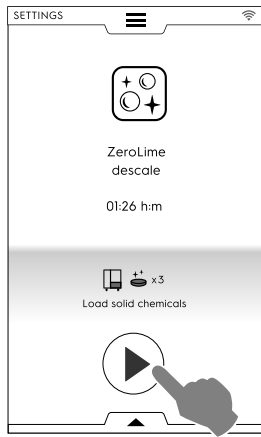 SETTINGS
ZeroLime
descale
01:26 h:m
x3
Load solid chemicals